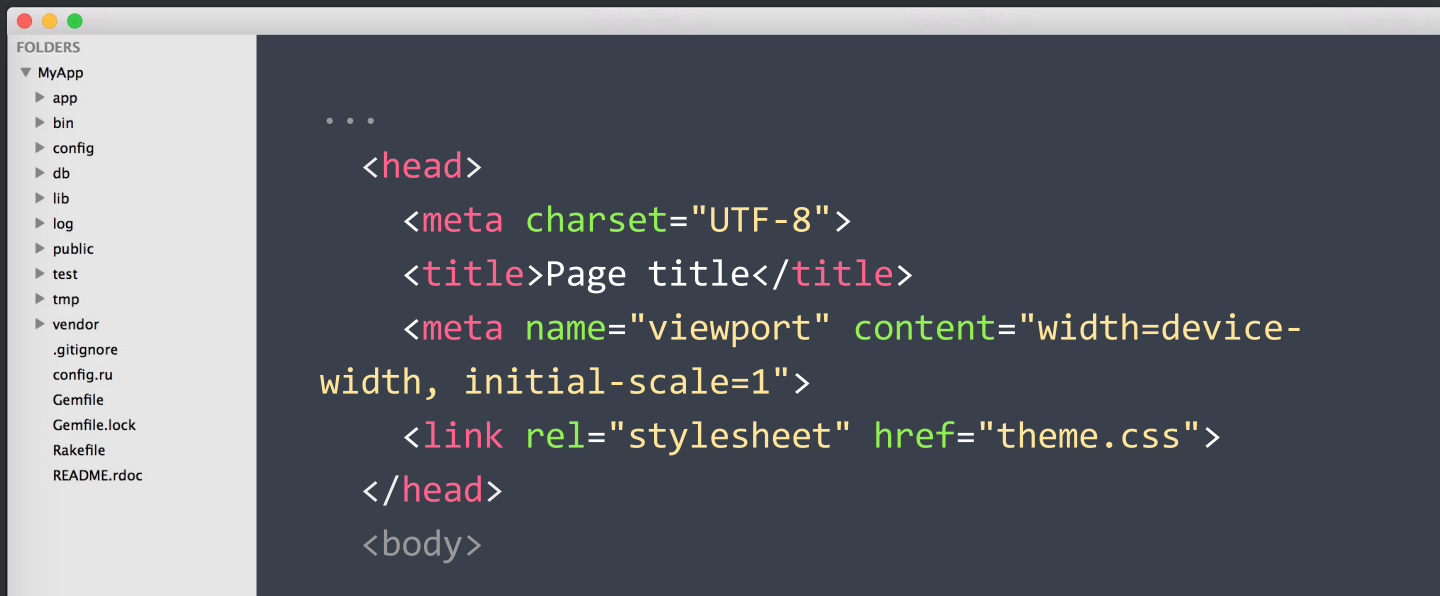 FOLDERS
MyApp
app
bin
config
db
lib
log
public
test
tmp
vendor
.gitignore
config.ru
Gemfile
Gemfile.lock
Rakefile
README.rdoc
...
<head>
<meta charset="UTF-8">
<title>Page title</title>
<meta name="viewport" content="width=device-
width, initial-scale=1">
<link rel="stylesheet" href="theme.css">
</head>
<body>